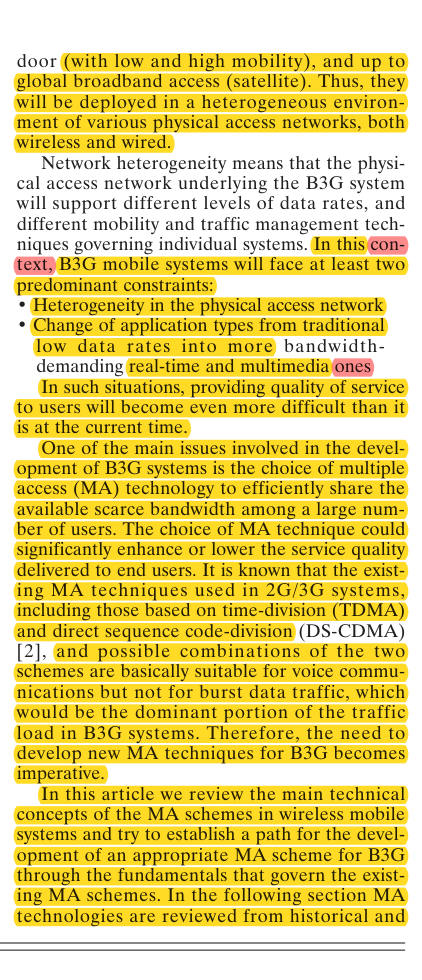 door (with low and high mobility), and up to
global broadband access (satellite). Thus, they
will be deployed in a heterogeneous environ-
ment of various physical access networks, both
wireless and wired.
Network heterogeneity means that the physi-
cal access network underlying the B3G system
will support different levels of data rates, and
different mobility and traffic management tech-
niques governing individual systems. In this con-
text, B3G mobile systems will face at least two
predominant constraints:
• Heterogeneity in the physical access network
• Change of application types from traditional
low data rates into more bandwidth-
demanding real-time and multimedia ones
In such situations, providing quality of service
to users will become even more difficult than it
is at the current time.
One of the main issues involved in the devel-
opment of B3G systems is the choice of multiple
access (MA) technology to efficiently share the
available scarce bandwidth among a large num-
ber of users. The choice of MA technique could
significantly enhance or lower the service quality
delivered to end users. It is known that the exist-
ing MA techniques used in 2G/3G systems,
including those based on time-division (TDMA)
and direct sequence code-division (DS-CDMA)
[2], and possible combinations of the two
schemes are basically suitable for voice commu-
nications but not for burst data traffic, which
would be the dominant portion of the traffic
load in B3G systems. Therefore, the need to
develop new MA techniques for B3G becomes
imperative.
In this article we review the main technical
concepts of the MA schemes in wireless mobile
systems and try to establish a path for the devel-
opment of an appropriate MA scheme for B3G
through the fundamentals that govern the exist-
ing MA schemes. In the following section MA
technologies are reviewed from historical and